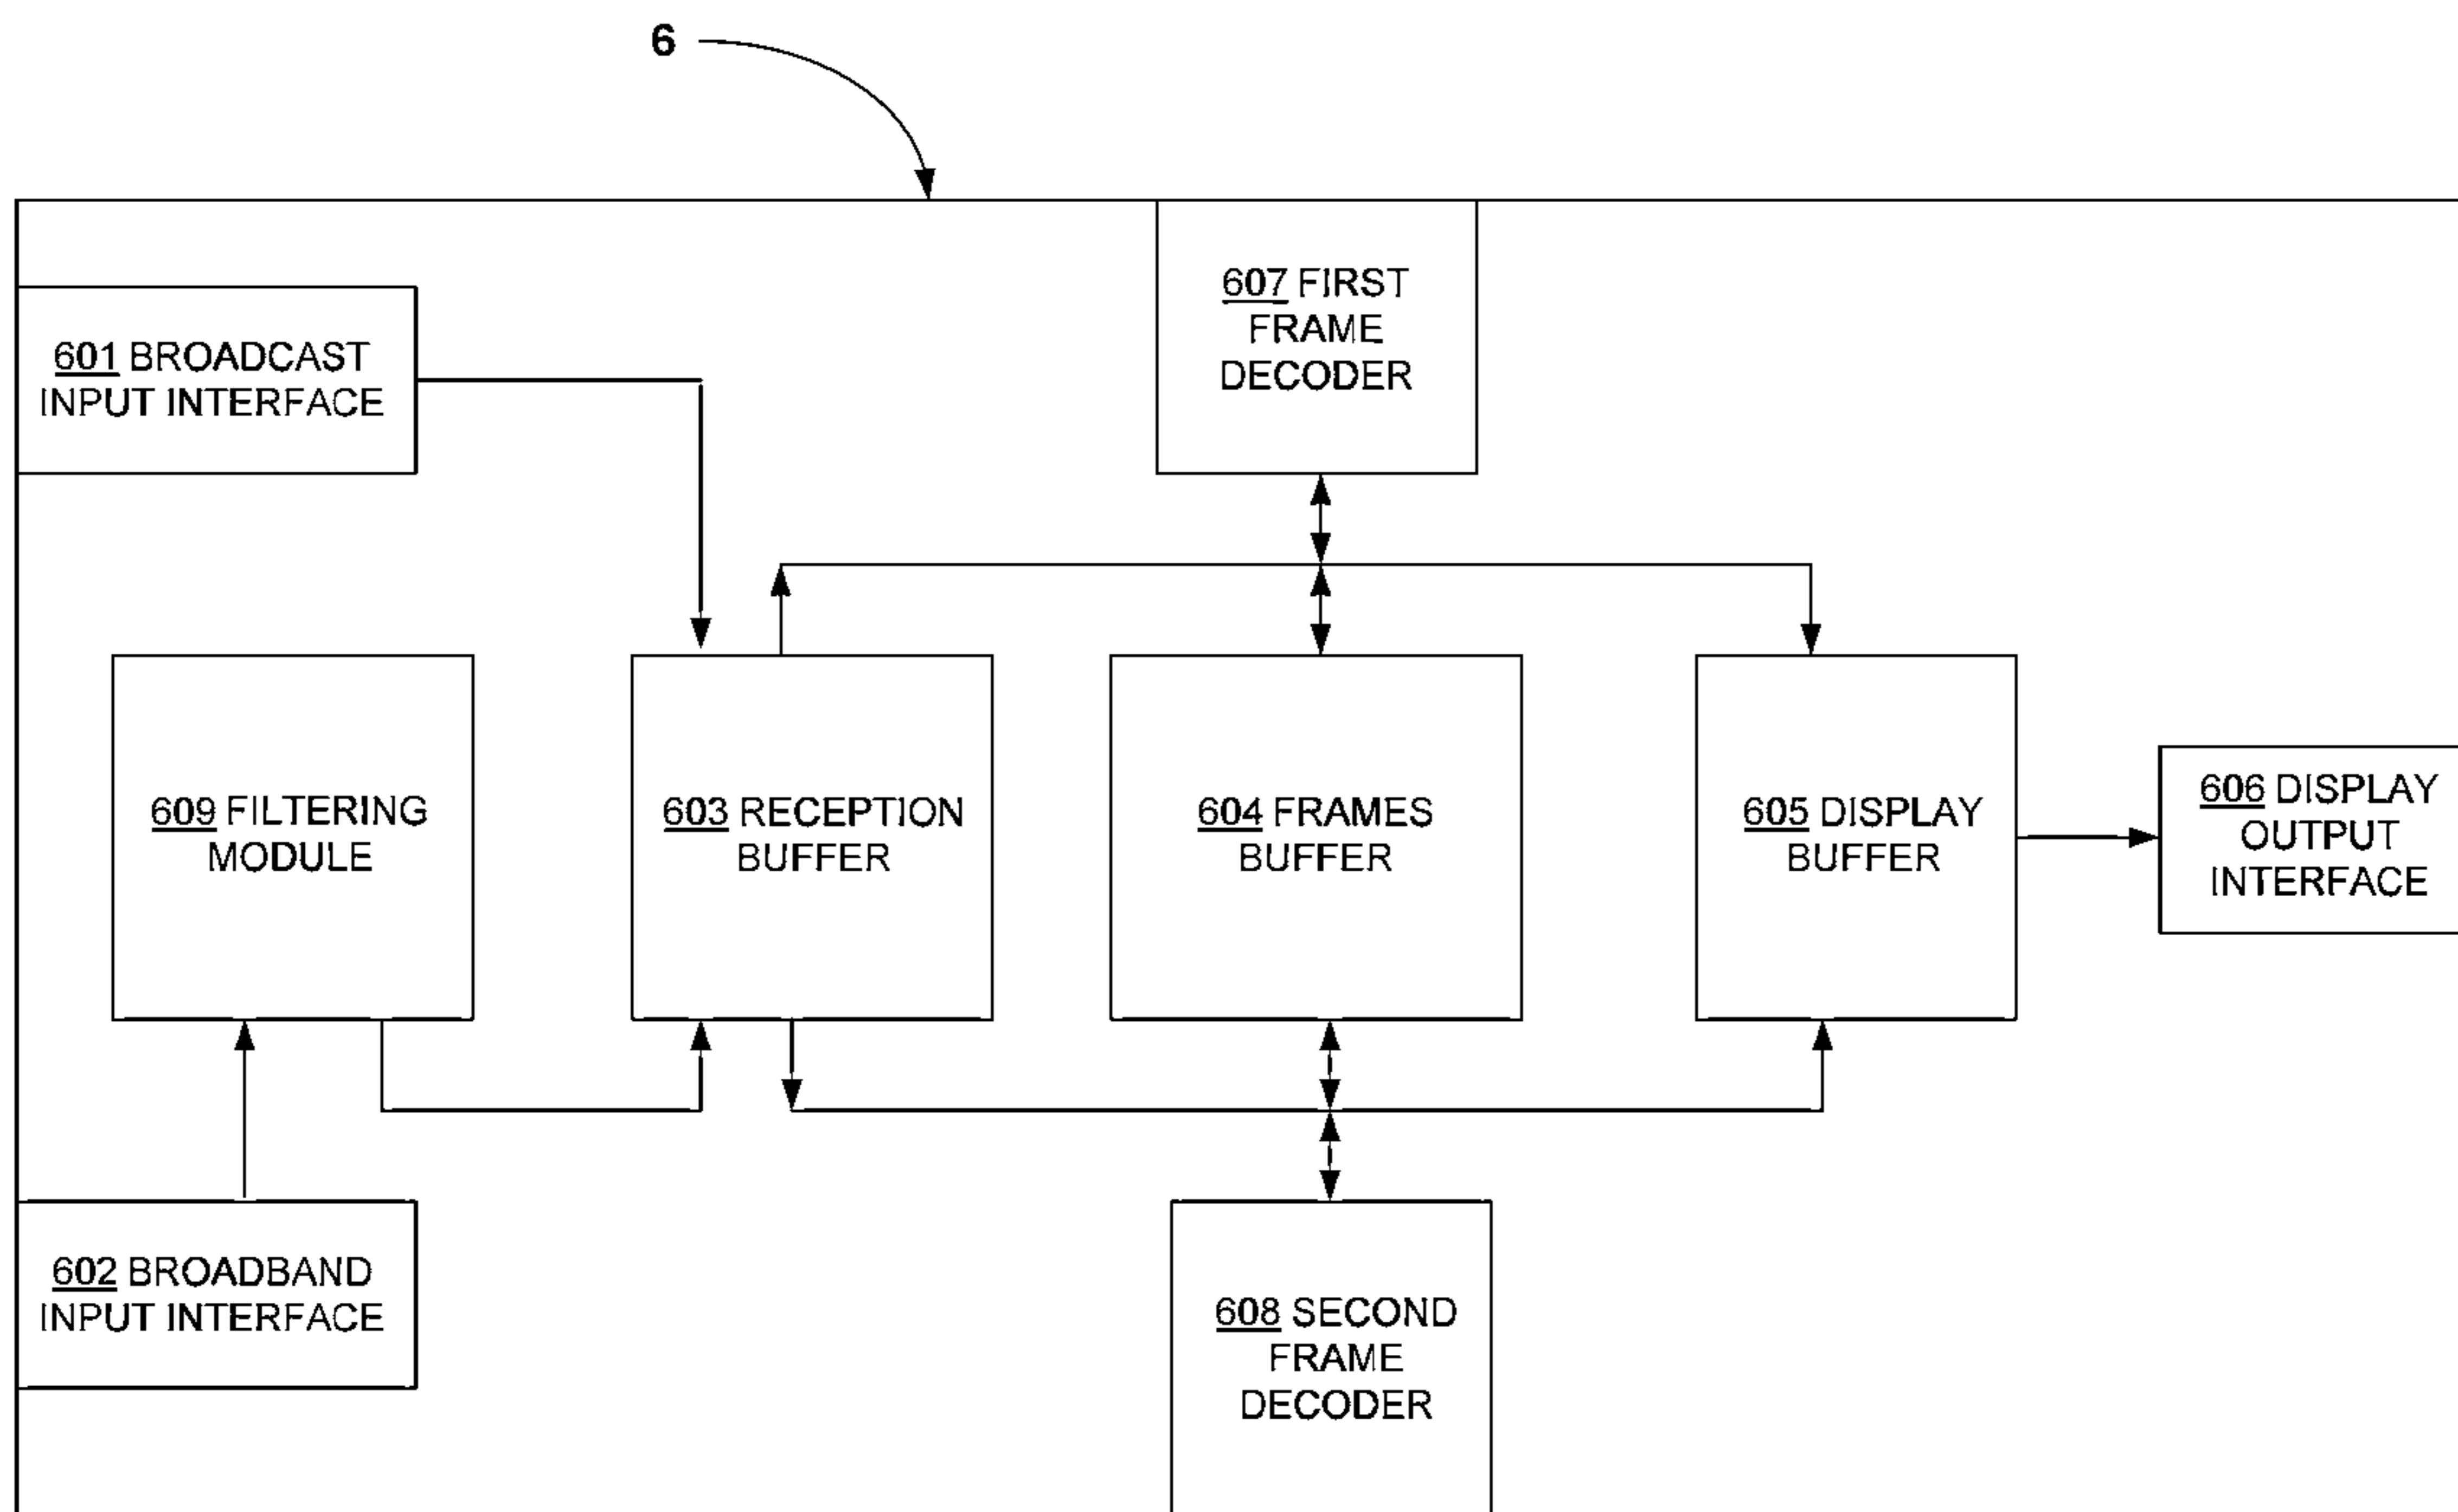 6
607 FIRST
FRAME
DECODER
601 BROADCAST
INPUT INTERFACE
609 FILTERING
MODULE
603 RECEPTION
BUFFER
604 FRAMES
BUFFER
605 DISPLAY
BUFFER
606 DISPLAY
OUTPUT
INTERFACE
602 BROADBAND
INPUT INTERFACE
608 SECOND
FRAME
DECODER